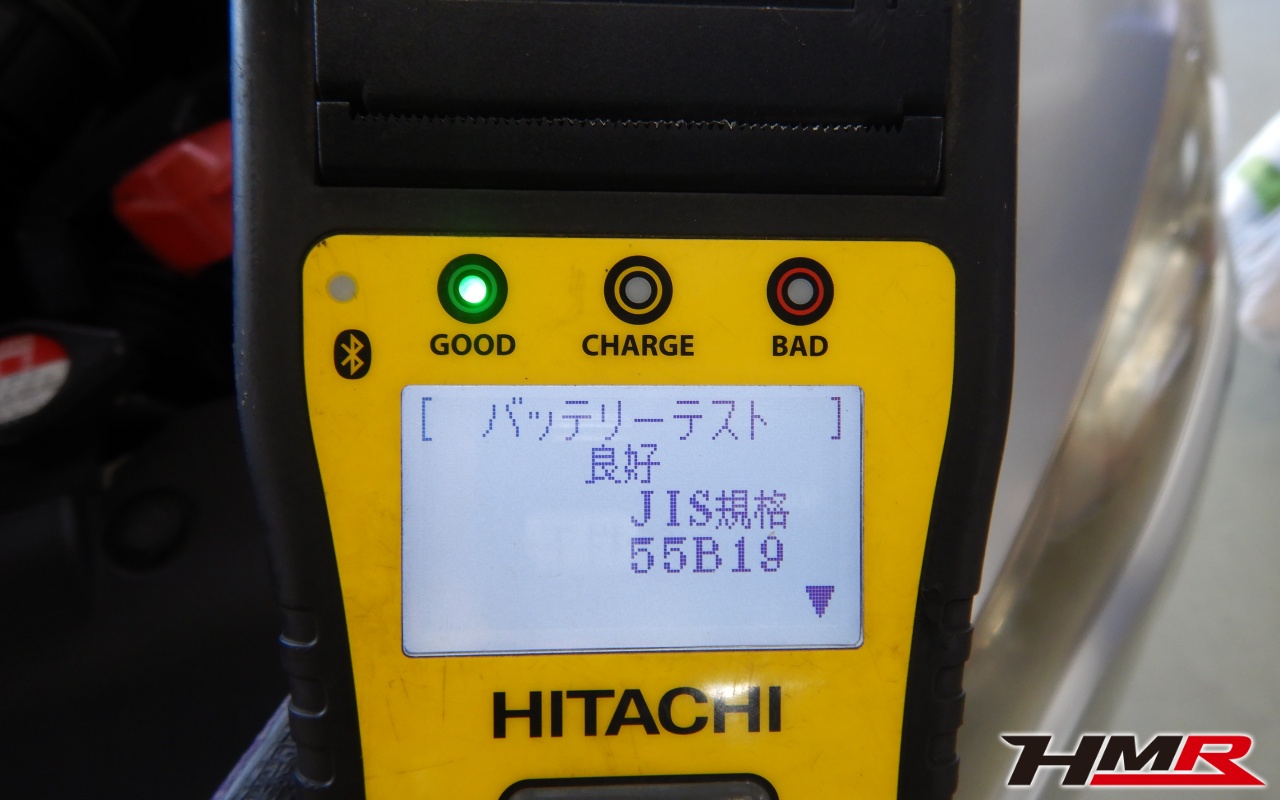 GOOD CHARGE BAD
[ バッテリーテスト ]
良好
JIS規格
55B19
▼
HITACHI
HMR